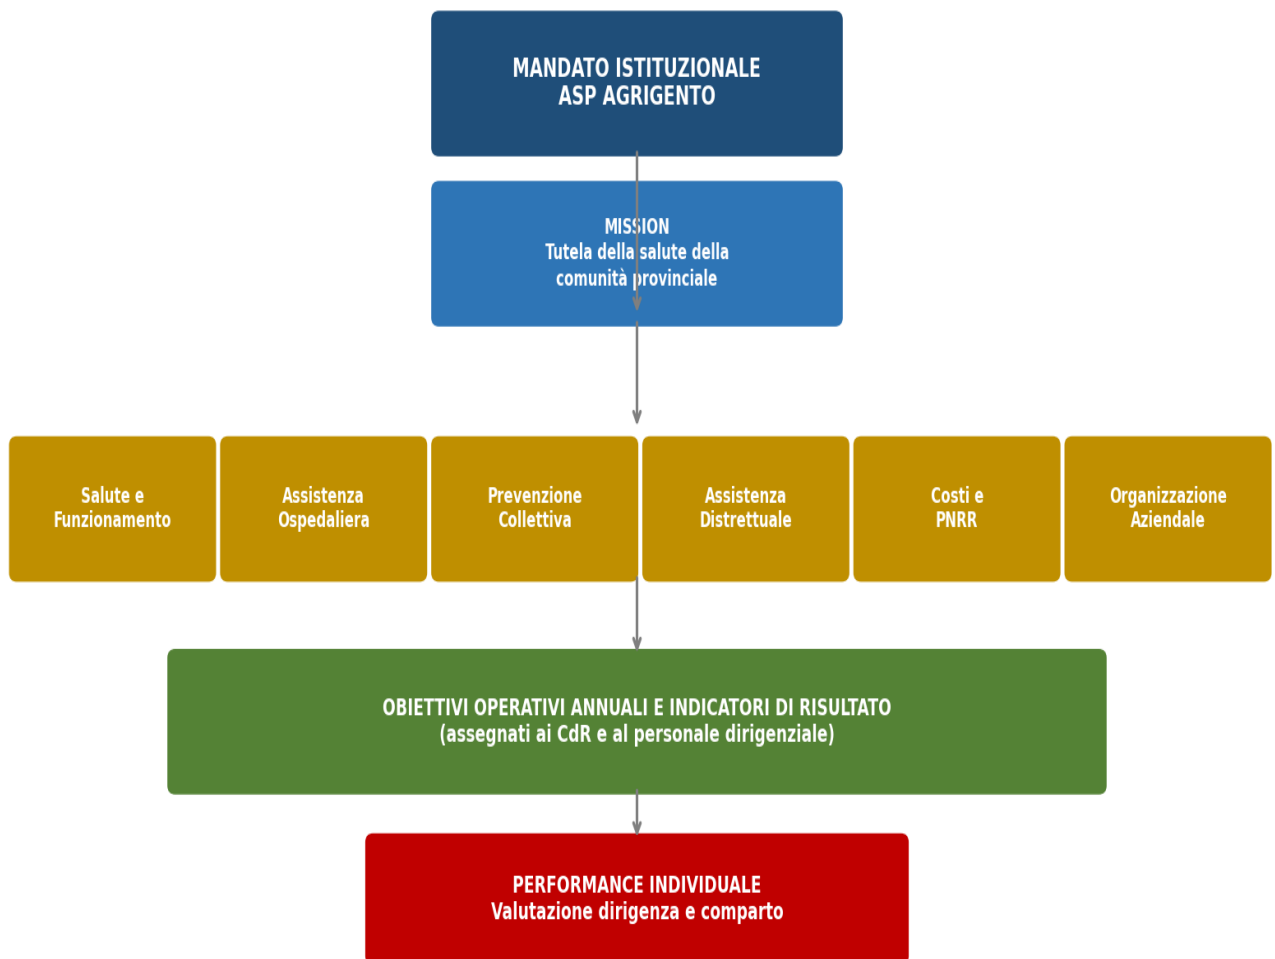 MANDATO ISTITUZIONALE
ASP AGRIGENTO
MISSION
Tutela della salute della
comunità provinciale
Salute e
Funzionamento
Assistenza
Ospedaliera
Prevenzione
Collettiva
Assistenza
Distrettuale
Costi e
PNRR
Organizzazione
Aziendale
OBIETTIVI OPERATIVI ANNUALI E INDICATORI DI RISULTATO
(assegnati ai CdR e al personale dirigenziale)
PERFORMANCE INDIVIDUALE
Valutazione dirigenza e comparto